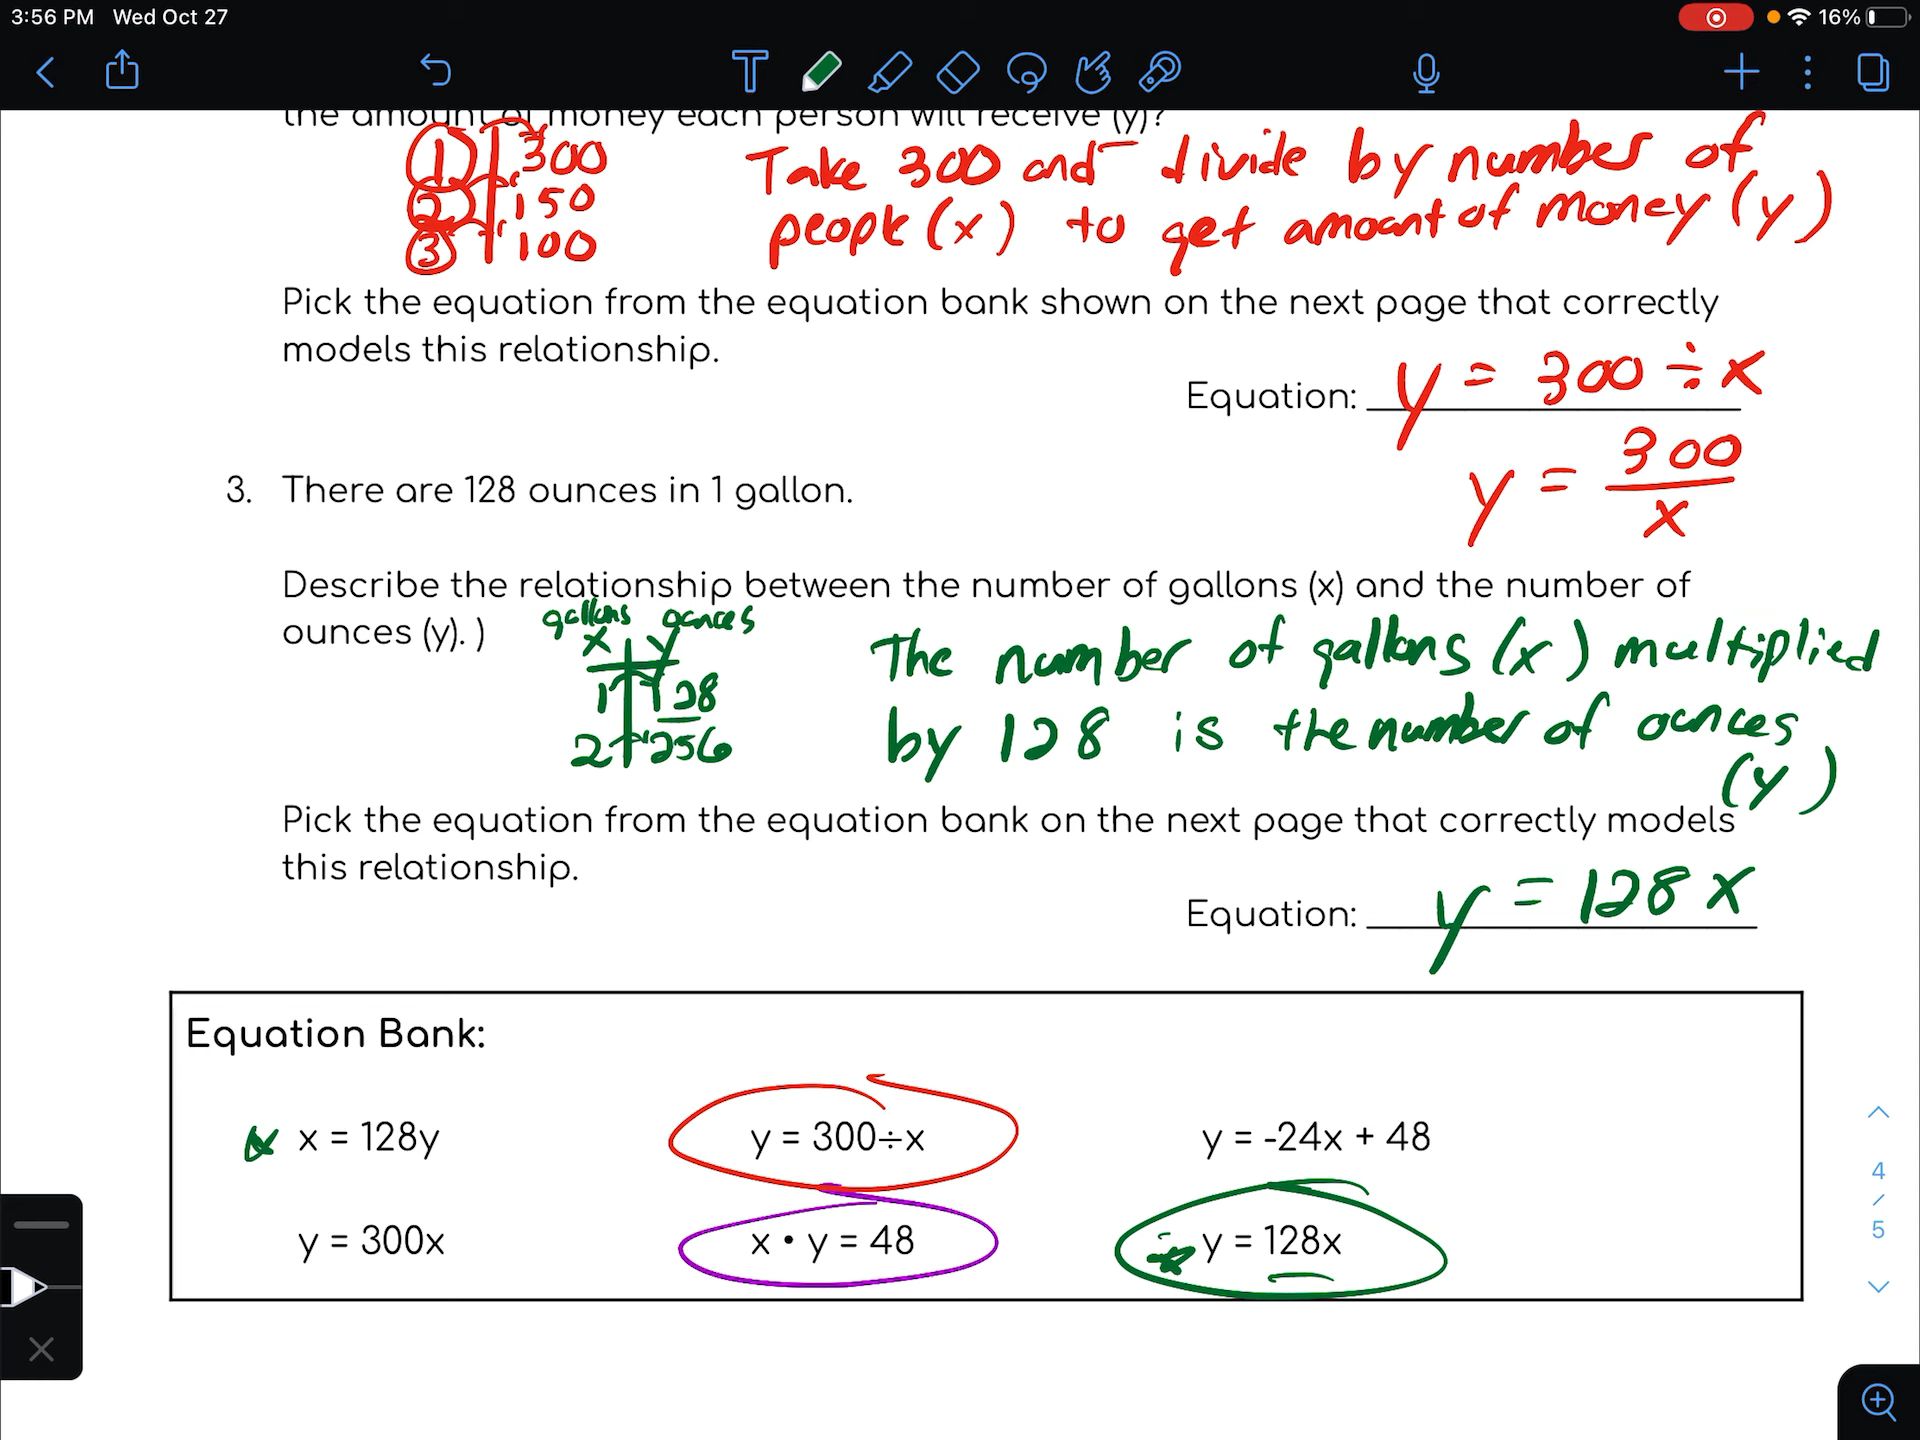 3:56 PM Wed Oct 27
16%
the amount of money each person will receive (y)?
1 300
2 150
3 100
Take 300 and divide by number of
people (x) to get amount of money (y)
Pick the equation from the equation bank shown on the next page that correctly
models this relationship.
Equation: y = 300 ÷ x
y = 300/x
3. There are 128 ounces in 1 gallon.
Describe the relationship between the number of gallons (x) and the number of
ounces (y). )
gallons ounces
x y
1 128
2 256
The number of gallons (x) multiplied
by 128 is the number of ounces
(y)
Pick the equation from the equation bank on the next page that correctly models
this relationship.
Equation: y = 128x
Equation Bank:
x = 128y y = 300÷x y = -24x + 48
y = 300x x • y = 48 y = 128x
4
/
5